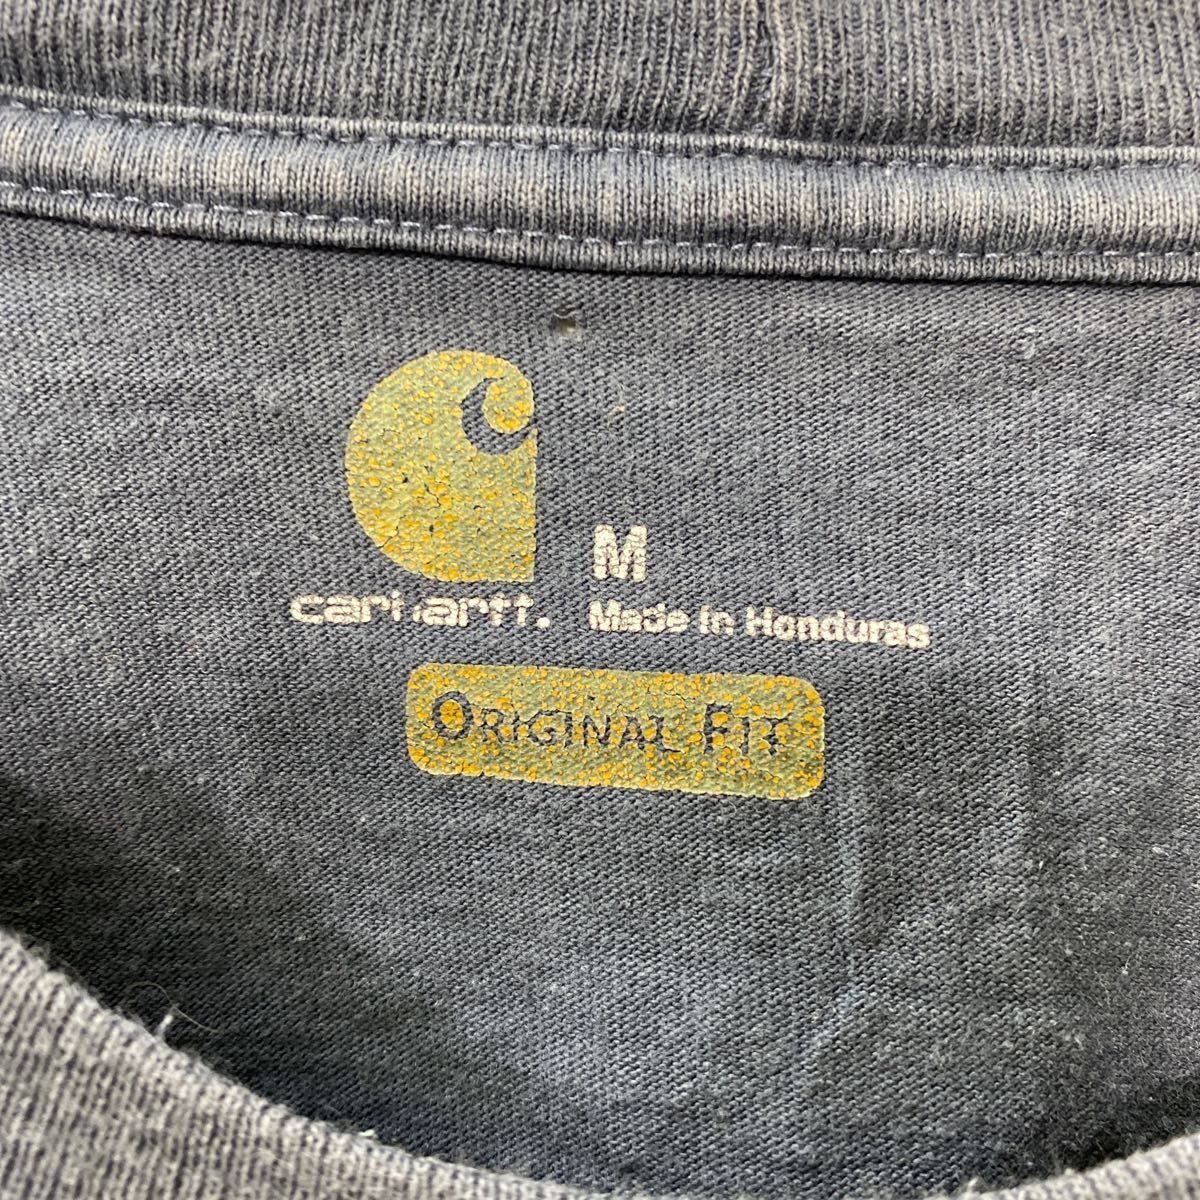 M
carhartt.
Made In Honduras
ORIGINAL FIT